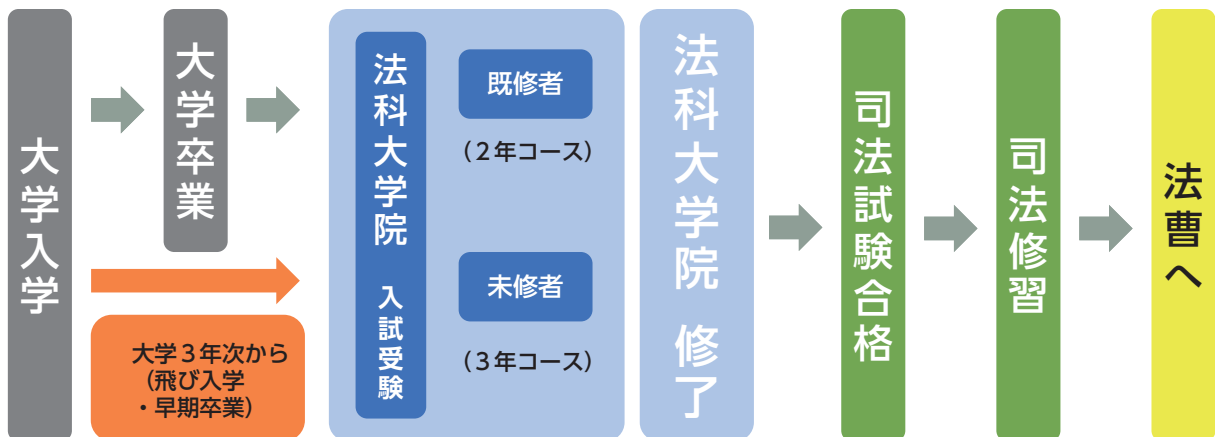 大学入学
大学卒業
大学３年次から
（飛び入学
・早期卒業）
法科大学院 入試受験
既修者
（２年コース）
未修者
（３年コース）
法科大学院 修了
司法試験合格
司法修習
法曹へ